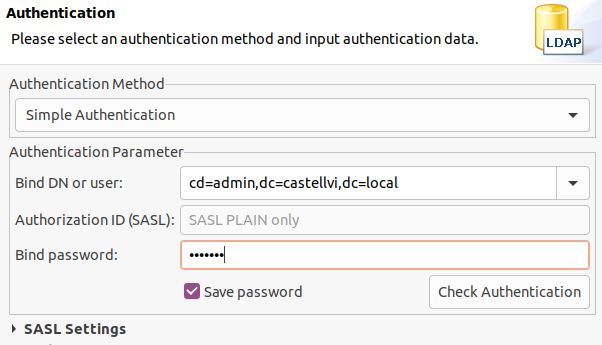 Authentication
Please select an authentication method and input authentication data.
LDAP
Authentication Method
Simple Authentication
Authentication Parameter
Bind DN or user: cd=admin,dc=castellvi,dc=local
Authorization ID (SASL): SASL PLAIN only
Bind password: •••••••
Save password Check Authentication
SASL Settings